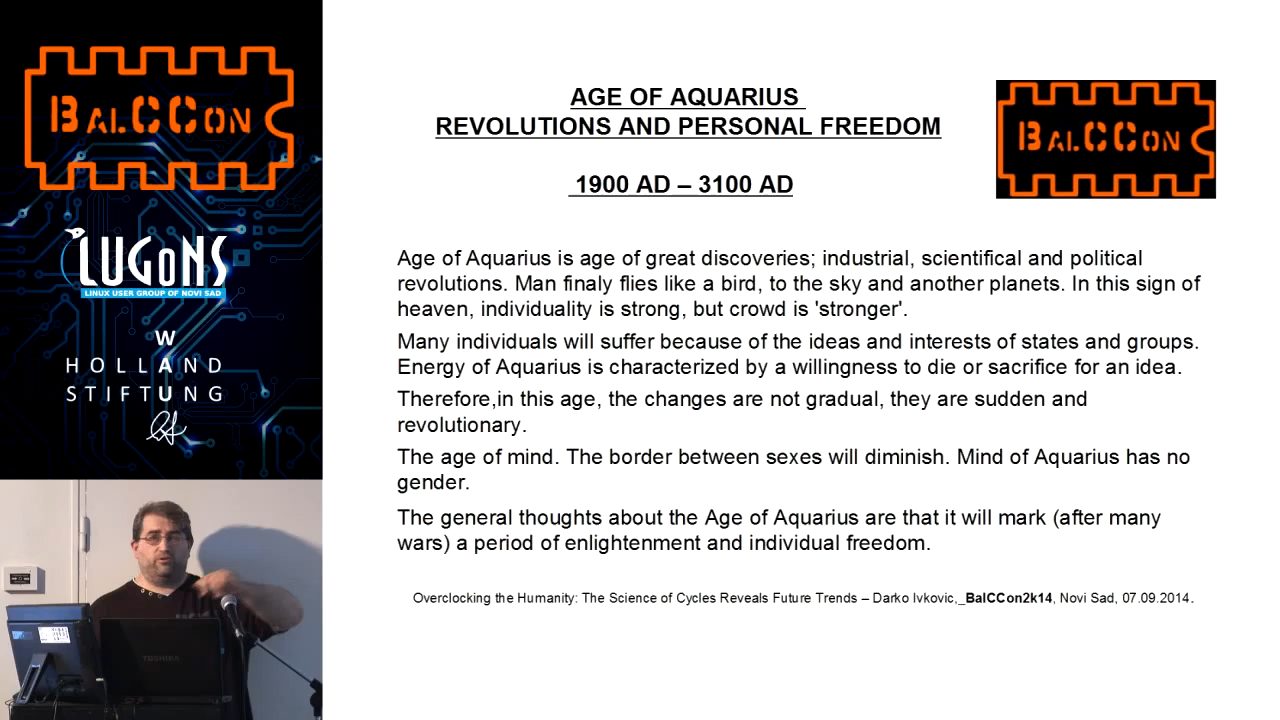 BALCCON
LUGONS
LINUX USER GROUP OF NOVI SAD
W
HOLLAND
STIFTUNG
TOSHIBA
AGE OF AQUARIUS
REVOLUTIONS AND PERSONAL FREEDOM
1900 AD – 3100 AD
BALCCON
Age of Aquarius is age of great discoveries; industrial, scientifical and political
revolutions. Man finaly flies like a bird, to the sky and another planets. In this sign of
heaven, individuality is strong, but crowd is 'stronger'.
Many individuals will suffer because of the ideas and interests of states and groups.
Energy of Aquarius is characterized by a willingness to die or sacrifice for an idea.
Therefore,in this age, the changes are not gradual, they are sudden and
revolutionary.
The age of mind. The border between sexes will diminish. Mind of Aquarius has no
gender.
The general thoughts about the Age of Aquarius are that it will mark (after many
wars) a period of enlightenment and individual freedom.
Overclocking the Humanity: The Science of Cycles Reveals Future Trends – Darko Ivkovic,_BalCCon2k14, Novi Sad, 07.09.2014.